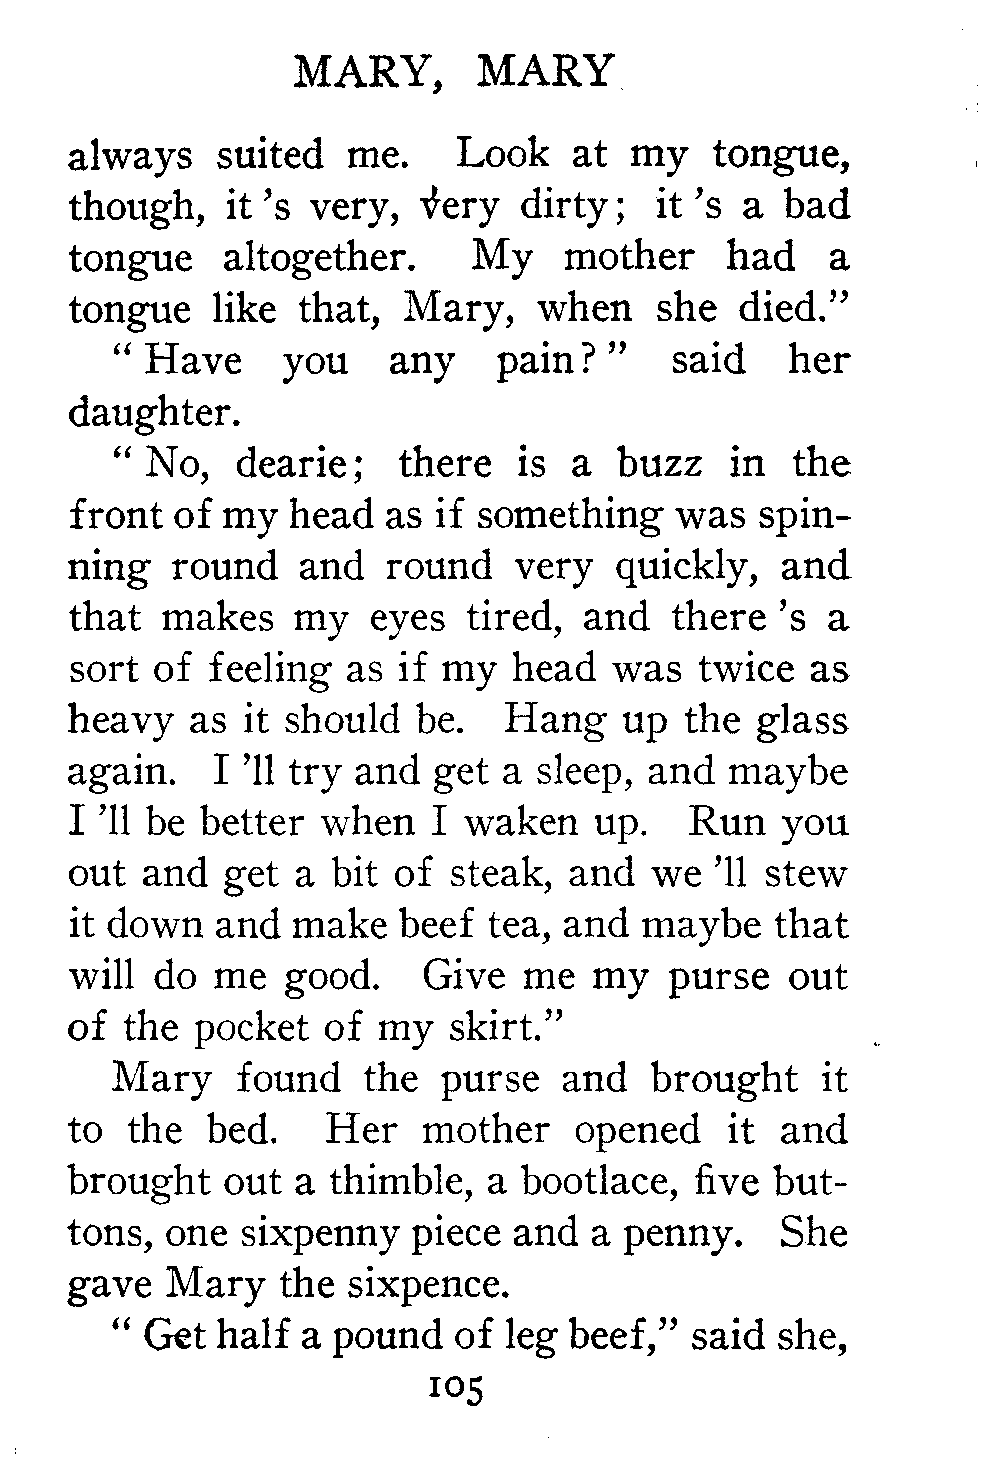 MARY, MARY
always suited me. Look at my tongue,
though, it 's very, very dirty; it 's a bad
tongue altogether. My mother had a
tongue like that, Mary, when she died.”
“ Have you any pain? ” said her
daughter.
“ No, dearie; there is a buzz in the
front of my head as if something was spin-
ning round and round very quickly, and
that makes my eyes tired, and there 's a
sort of feeling as if my head was twice as
heavy as it should be. Hang up the glass
again. I 'll try and get a sleep, and maybe
I 'll be better when I waken up. Run you
out and get a bit of steak, and we 'll stew
it down and make beef tea, and maybe that
will do me good. Give me my purse out
of the pocket of my skirt.”
Mary found the purse and brought it
to the bed. Her mother opened it and
brought out a thimble, a bootlace, five but-
tons, one sixpenny piece and a penny. She
gave Mary the sixpence.
“ Get half a pound of leg beef,” said she,
105